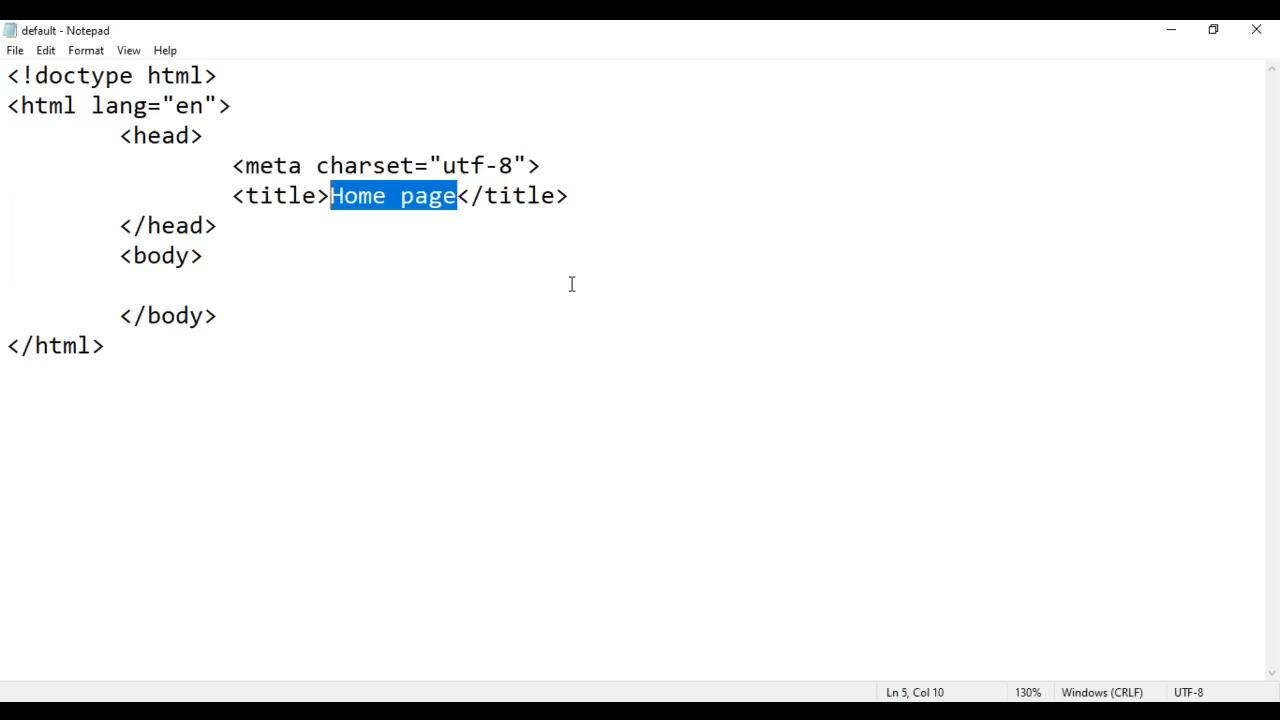 default - Notepad
File Edit Format View Help
<!doctype html>
<html lang="en">
<head>
<meta charset="utf-8">
<title>Home page</title>
</head>
<body>
</body>
</html>
Ln 5, Col 10 130% Windows (CRLF) UTF-8